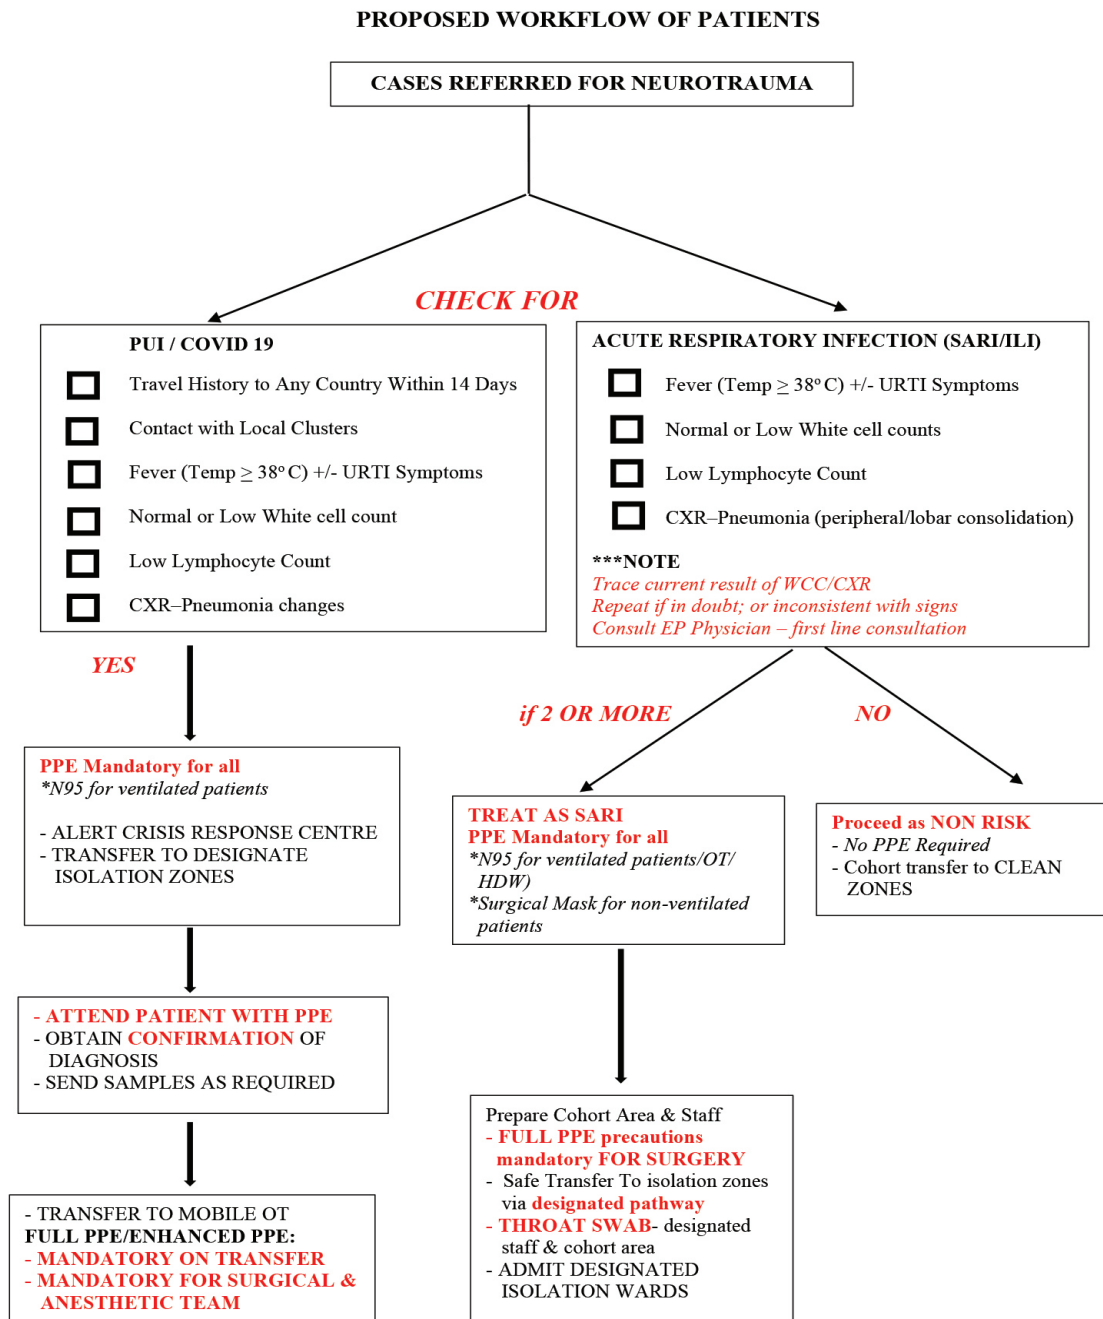 PROPOSED WORKFLOW OF PATIENTS
CASES REFERRED FOR NEUROTRAUMA
CHECK FOR
PUI / COVID 19
Travel History to Any Country Within 14 Days
Contact with Local Clusters
Fever (Temp ≥ 38° C) +/- URTI Symptoms
Normal or Low White cell count
Low Lymphocyte Count
CXR–Pneumonia changes
ACUTE RESPIRATORY INFECTION (SARI/ILI)
Fever (Temp ≥ 38° C) +/- URTI Symptoms
Normal or Low White cell counts
Low Lymphocyte Count
CXR–Pneumonia (peripheral/lobar consolidation)
***NOTE
Trace current result of WCC/CXR
Repeat if in doubt; or inconsistent with signs
Consult EP Physician – first line consultation
YES
if 2 OR MORE
NO
PPE Mandatory for all
*N95 for ventilated patients
- ALERT CRISIS RESPONSE CENTRE
- TRANSFER TO DESIGNATE
ISOLATION ZONES
TREAT AS SARI
PPE Mandatory for all
*N95 for ventilated patients/OT/
HDW)
*Surgical Mask for non-ventilated
patients
Proceed as NON RISK
- No PPE Required
- Cohort transfer to CLEAN
ZONES
- ATTEND PATIENT WITH PPE
- OBTAIN CONFIRMATION OF
DIAGNOSIS
- SEND SAMPLES AS REQUIRED
Prepare Cohort Area & Staff
- FULL PPE precautions
mandatory FOR SURGERY
- Safe Transfer To isolation zones
via designated pathway
- THROAT SWAB- designated
staff & cohort area
- ADMIT DESIGNATED
ISOLATION WARDS
- TRANSFER TO MOBILE OT
FULL PPE/ENHANCED PPE:
- MANDATORY ON TRANSFER
- MANDATORY FOR SURGICAL &
ANESTHETIC TEAM